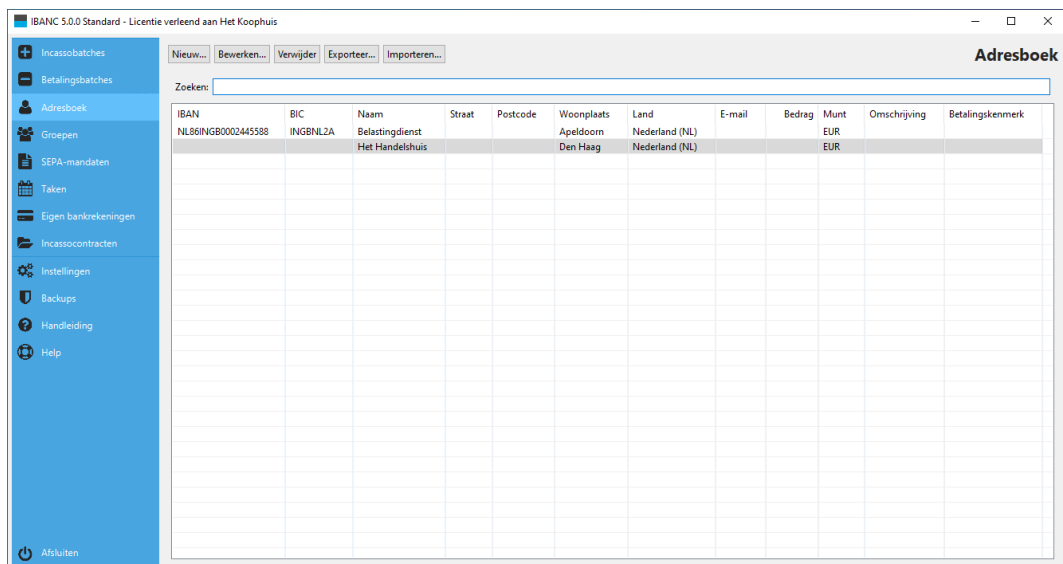 IBANC 5.0.0 Standard - Licentie verleend aan Het Koophuis
Incassobatches
Betalingsbatches
Adresboek
Groepen
SEPA-mandaten
Taken
Eigen bankrekeningen
Incassocontracten
Instellingen
Backups
Handleiding
Help
Afsluiten
Nieuw... Bewerken... Verwijder Exporteer... Importeren...
Adresboek
Zoeken:
IBAN BIC Naam Straat Postcode Woonplaats Land E-mail Bedrag Munt Omschrijving Betalingskenmerk
NL86INGB0002445588 INGBNL2A Belastingdienst Apeldoorn Nederland (NL) EUR
Het Handelshuis Den Haag Nederland (NL) EUR